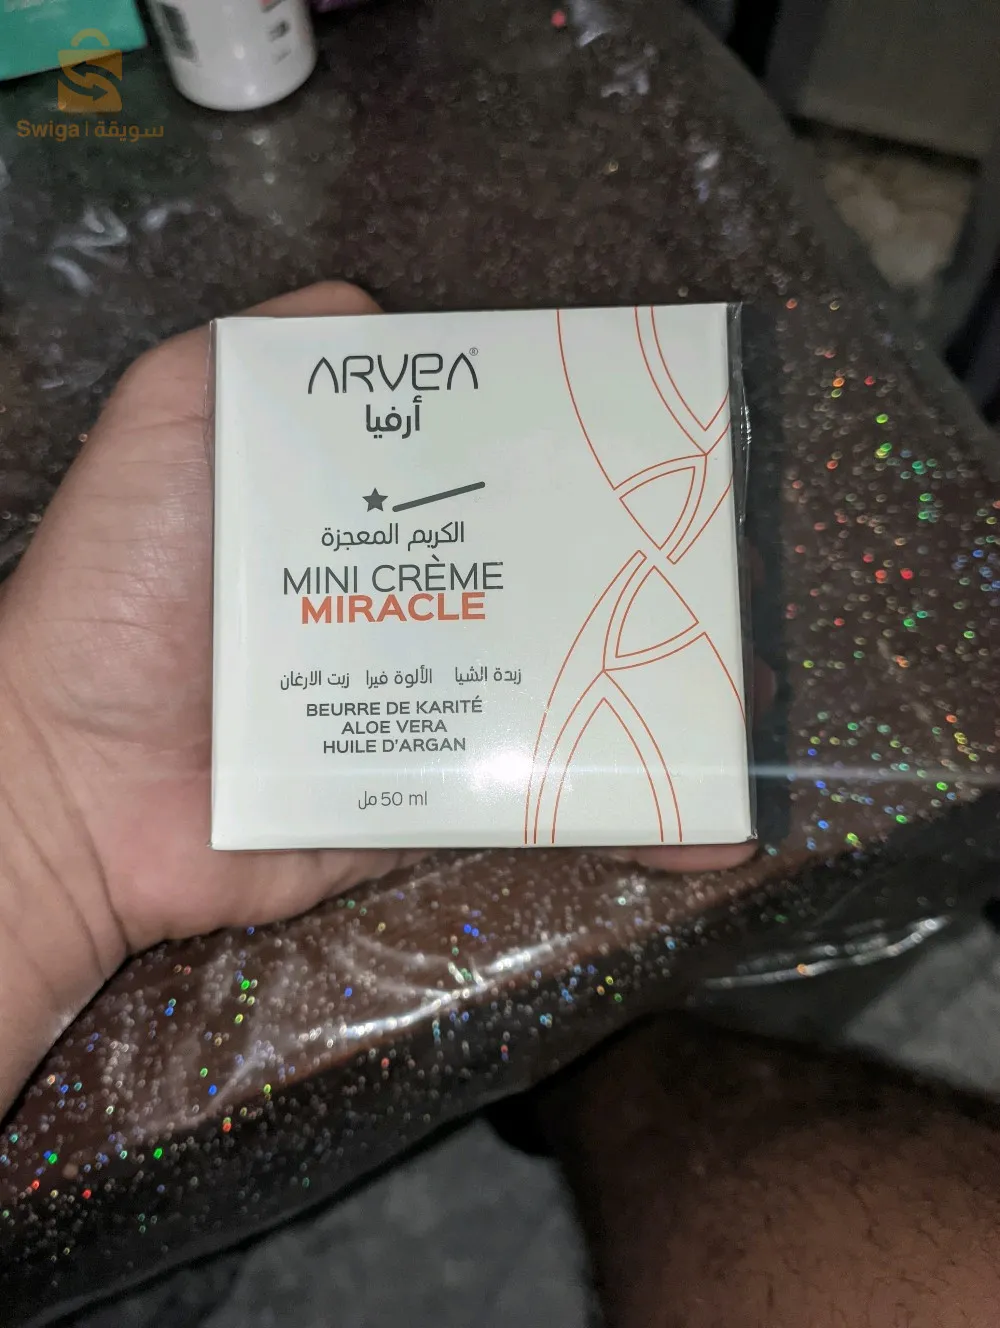 Swiga | سويقة
ARVEA®
أرفيا
الكريم المعجزة
MINI CRÈME
MIRACLE
زبدة الشيا الألوة فيرا زيت الارغان
BEURRE DE KARITÉ
ALOE VERA
HUILE D'ARGAN
50 ml مل